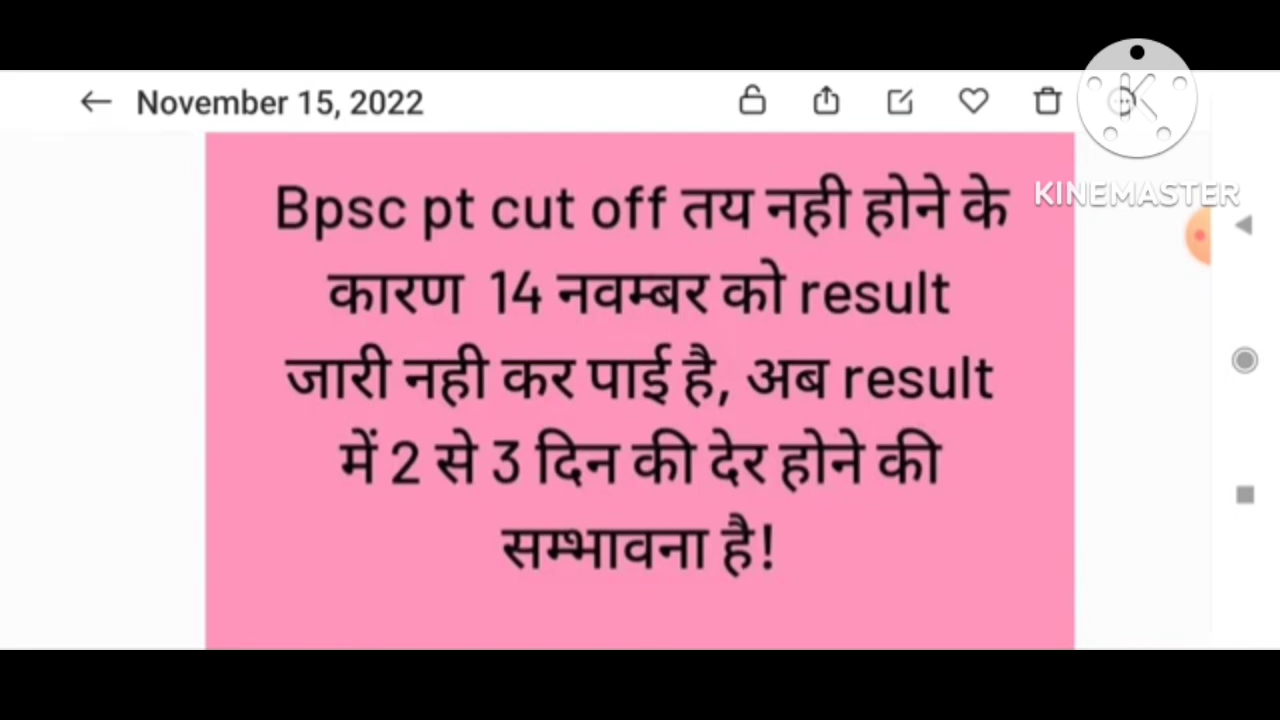 November 15, 2022
KINEMASTER
Bpsc pt cut off तय नही होने के
कारण 14 नवम्बर को result
जारी नही कर पाई है, अब result
में 2 से 3 दिन की देर होने की
सम्भावना है!